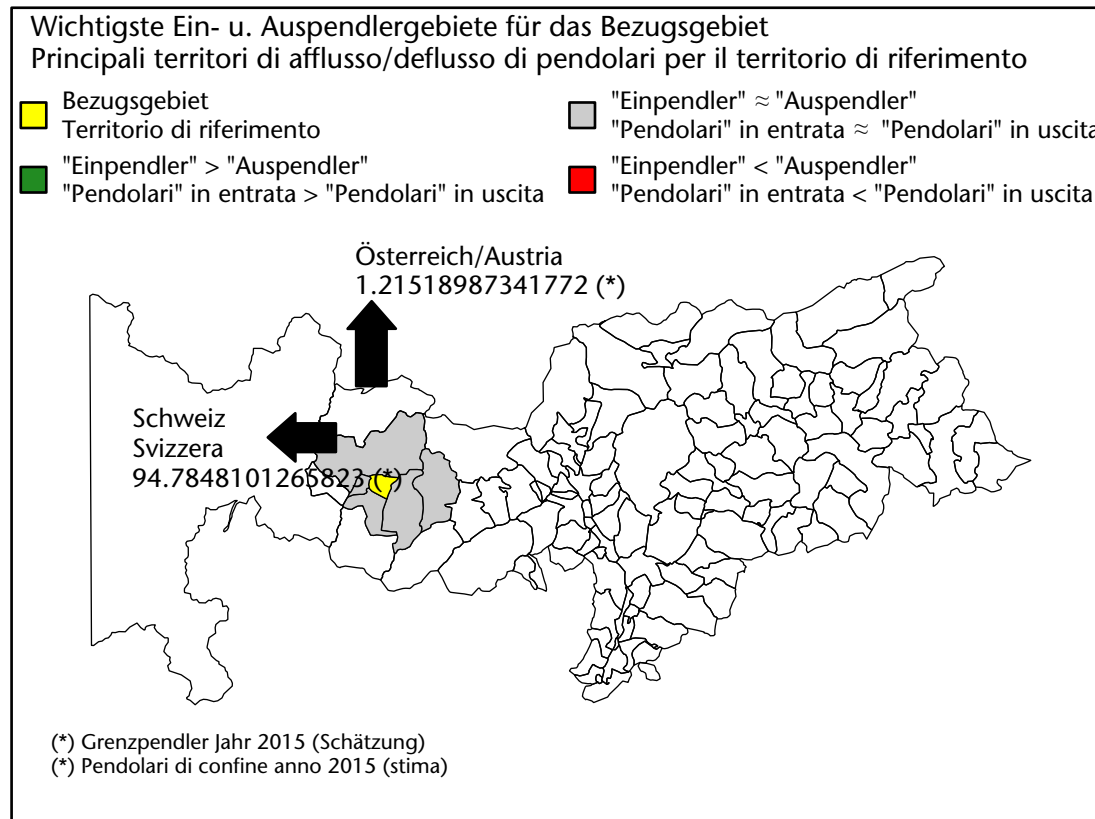 Wichtigste Ein- u. Auspendlergebiete für das Bezugsgebiet
Principali territori di afflusso/deflusso di pendolari per il territorio di riferimento
Bezugsgebiet
Territorio di riferimento
"Einpendler" ≈ "Auspendler"
"Pendolari" in entrata ≈ "Pendolari" in uscita
"Einpendler" > "Auspendler"
"Pendolari" in entrata > "Pendolari" in uscita
"Einpendler" < "Auspendler"
"Pendolari" in entrata < "Pendolari" in uscita
Österreich/Austria
1.21518987341772 (*)
Schweiz
Svizzera
94.7848101265823 (*)
(*) Grenzpendler Jahr 2015 (Schätzung)
(*) Pendolari di confine anno 2015 (stima)